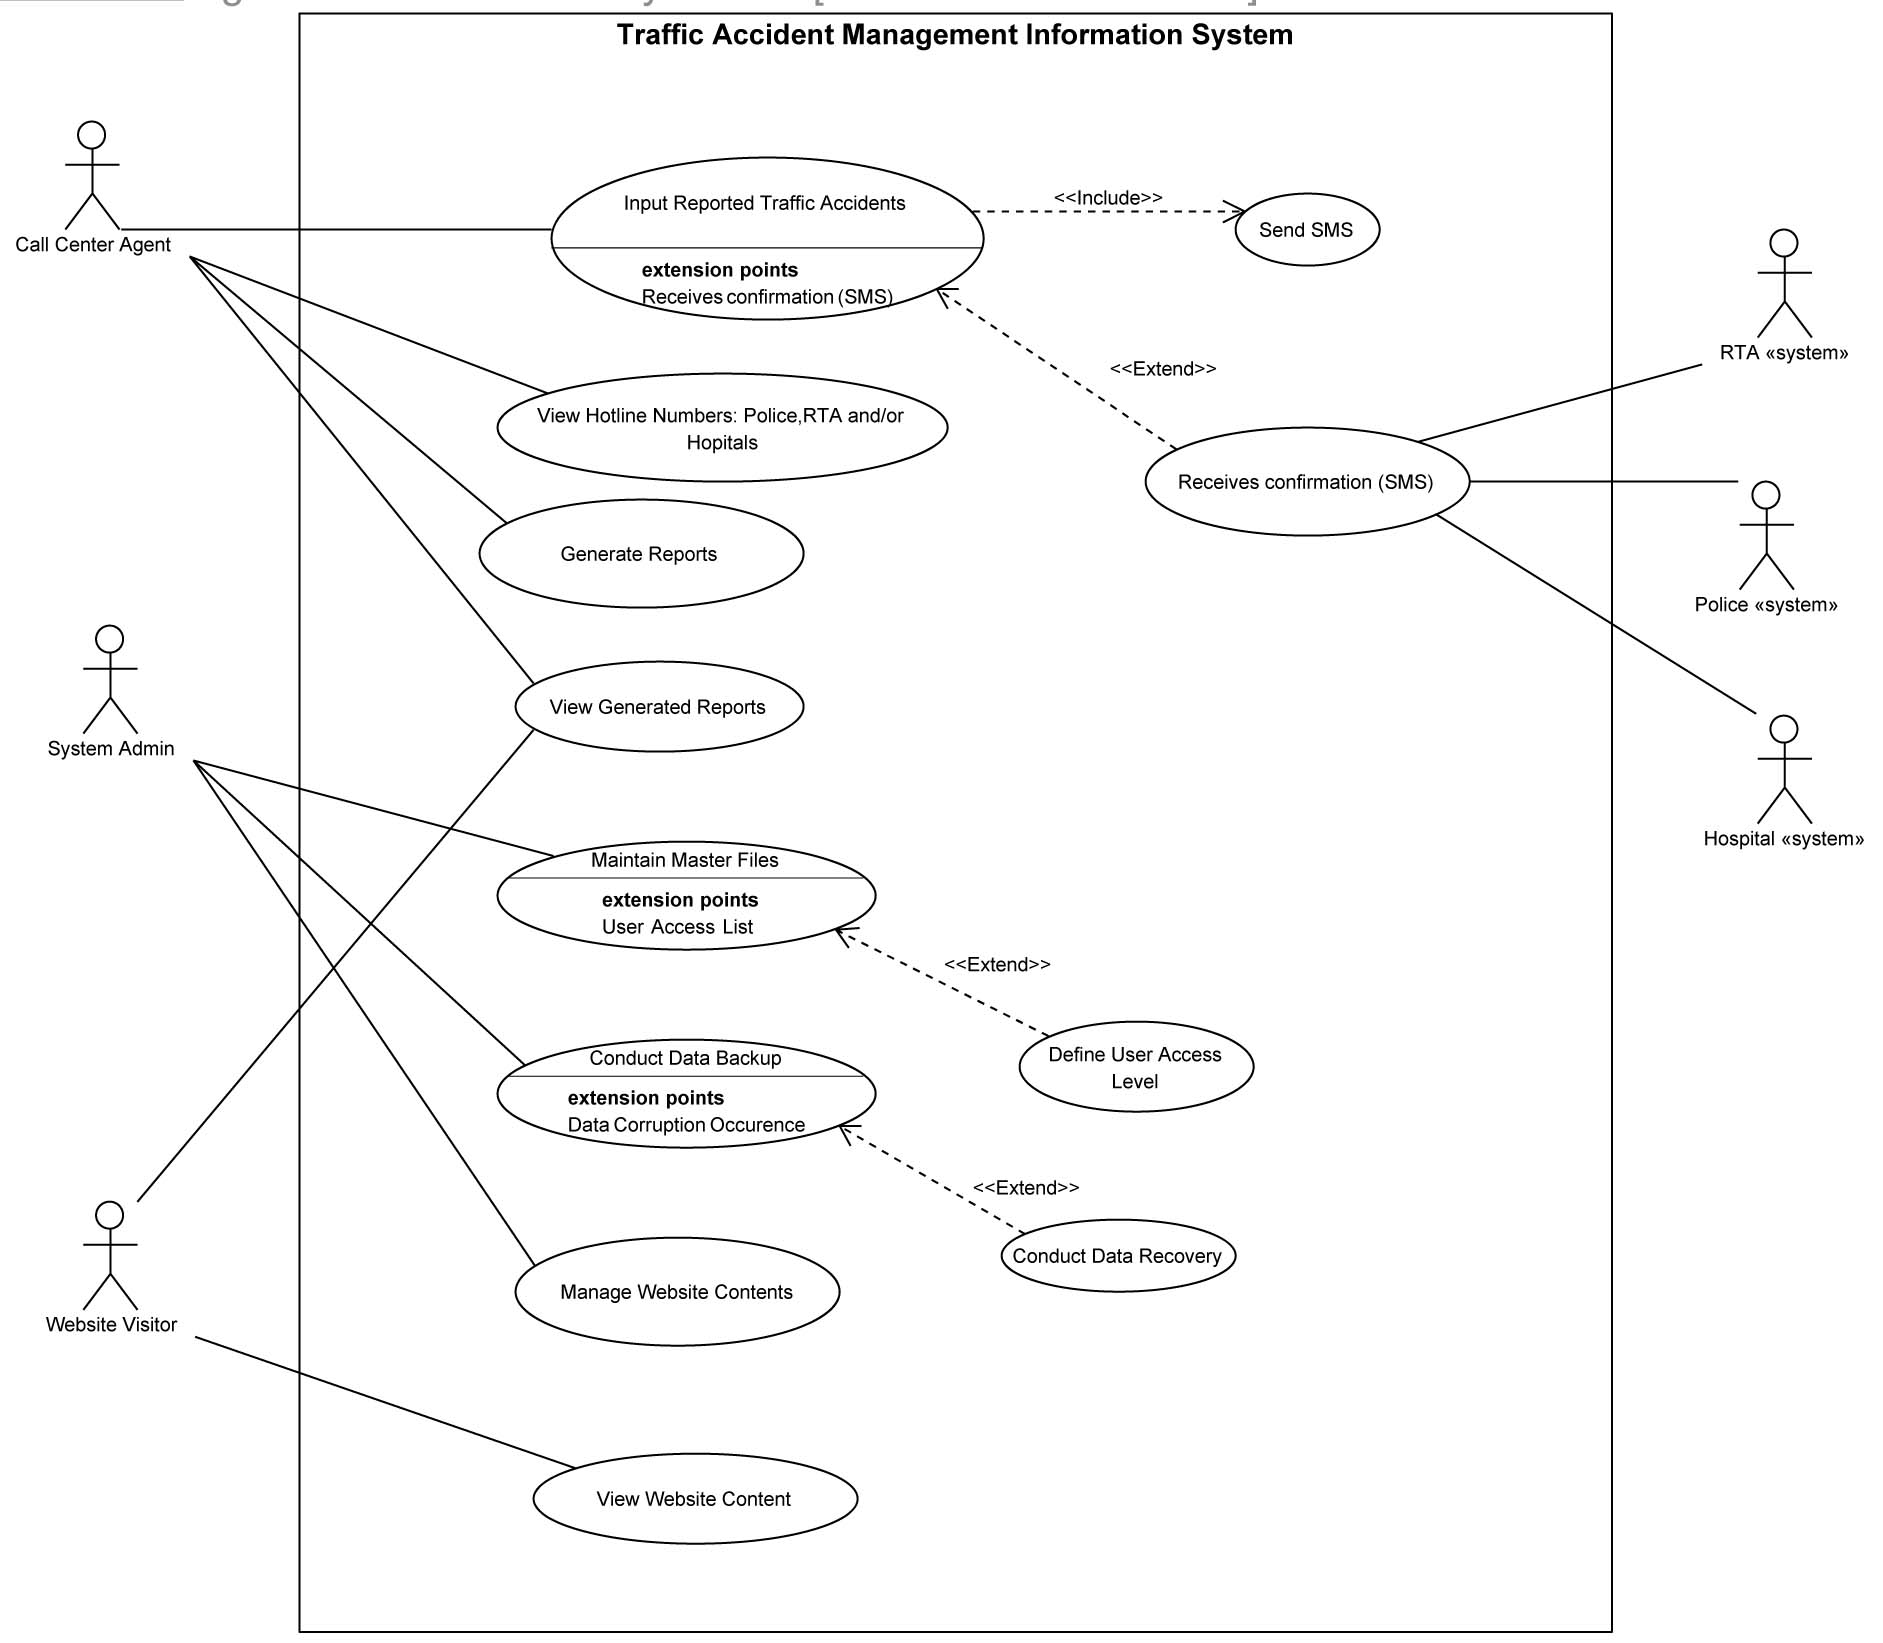 Traffic Accident Management Information System
Call Center Agent
Input Reported Traffic Accidents
extension points
Receives confirmation (SMS)
<<Include>>
Send SMS
RTA «system»
<<Extend>>
View Hotline Numbers: Police,RTA and/or
Hopitals
Receives confirmation (SMS)
Generate Reports
Police «system»
System Admin
View Generated Reports
Hospital «system»
Maintain Master Files
extension points
User Access List
<<Extend>>
Define User Access
Level
Conduct Data Backup
extension points
Data Corruption Occurence
<<Extend>>
Conduct Data Recovery
Manage Website Contents
Website Visitor
View Website Content